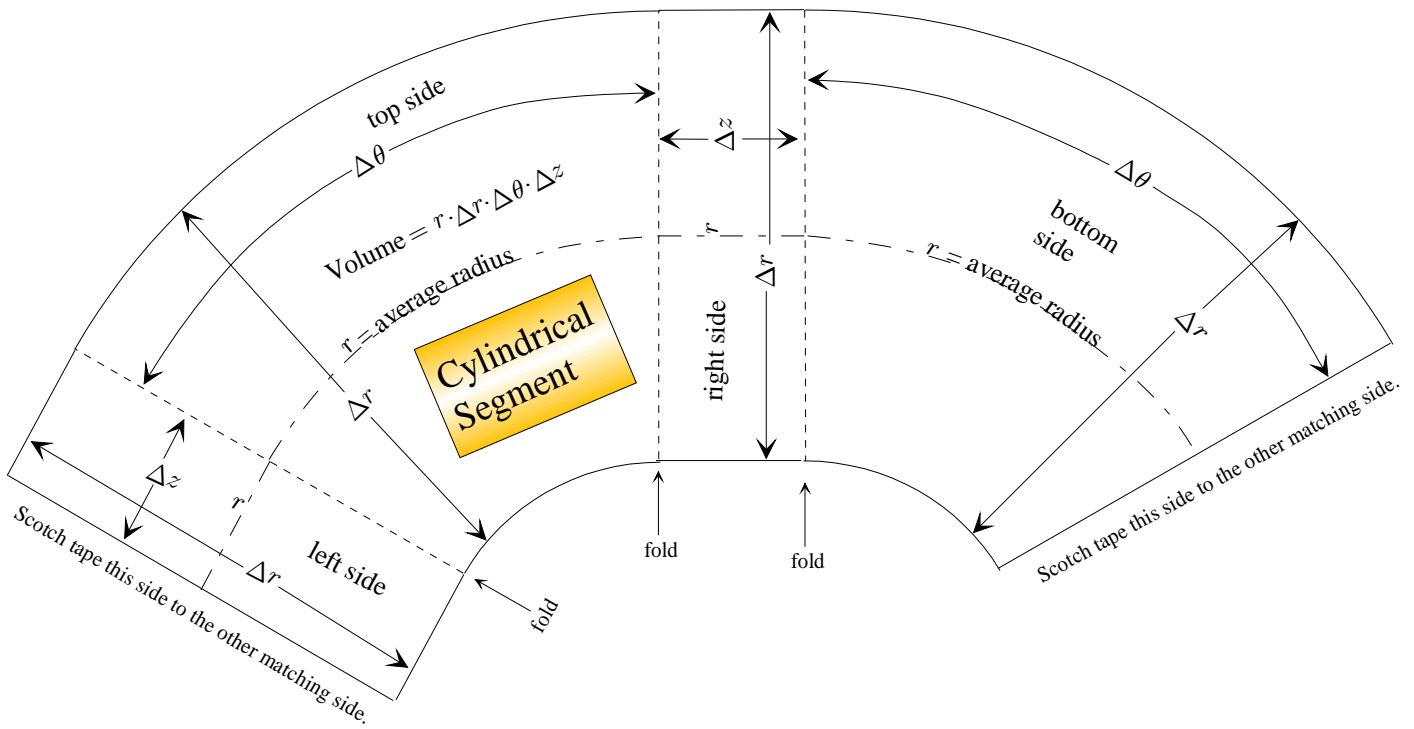 top side
Δθ
Volume = r·Δr·Δθ·Δz
r = average radius
Cylindrical
Segment
Δr
Δz
r
Δr
left side
Scotch tape this side to the other matching side.
fold
Δz
r
Δr
right side
fold
fold
Δθ
bottom
side
r = average radius
Δr
Scotch tape this side to the other matching side.